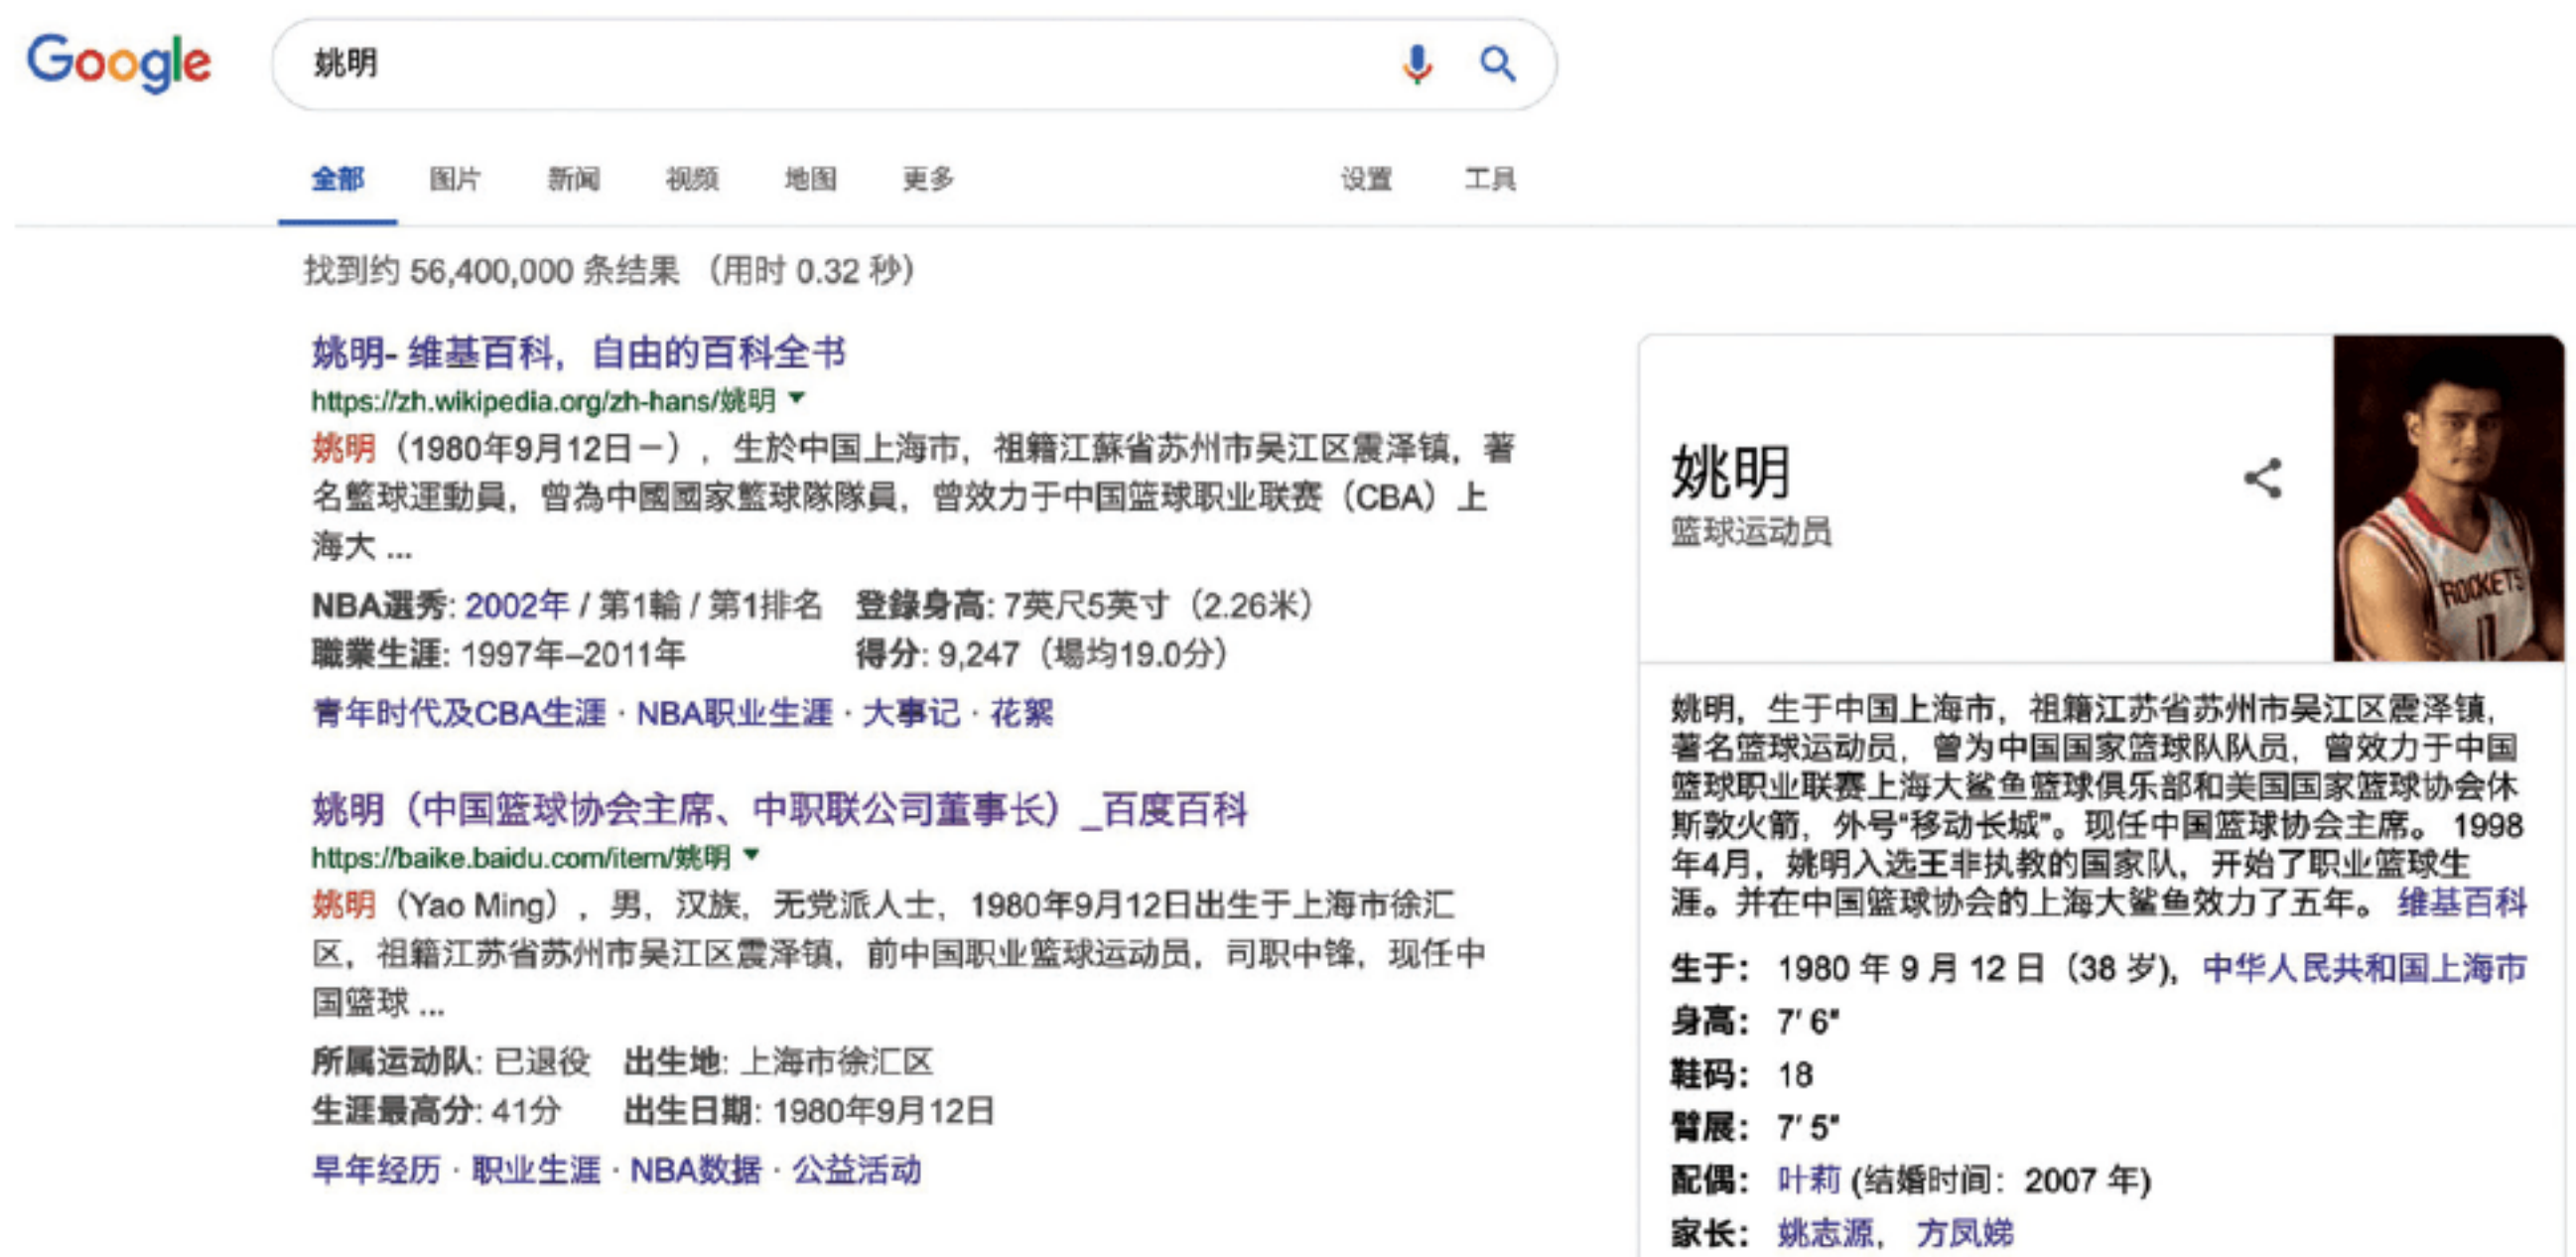 Google
姚明
全部 图片 新闻 视频 地图 更多 设置 工具
找到约 56,400,000 条结果 （用时 0.32 秒）
姚明- 维基百科，自由的百科全书
https://zh.wikipedia.org/zh-hans/姚明
姚明（1980年9月12日－），生於中国上海市，祖籍江蘇省苏州市吴江区震泽镇，著
名籃球運動員，曾為中國國家籃球隊隊員，曾效力于中国篮球职业联赛（CBA）上
海大 ...
NBA選秀: 2002年 / 第1輪 / 第1排名 登錄身高: 7英尺5英寸（2.26米）
職業生涯: 1997年–2011年 得分: 9,247（場均19.0分）
青年时代及CBA生涯 · NBA职业生涯 · 大事记 · 花絮
姚明（中国篮球协会主席、中职联公司董事长）_百度百科
https://baike.baidu.com/item/姚明
姚明（Yao Ming），男，汉族，无党派人士，1980年9月12日出生于上海市徐汇
区，祖籍江苏省苏州市吴江区震泽镇，前中国职业篮球运动员，司职中锋，现任中
国篮球 ...
所属运动队: 已退役 出生地: 上海市徐汇区
生涯最高分: 41分 出生日期: 1980年9月12日
早年经历 · 职业生涯 · NBA数据 · 公益活动
姚明
篮球运动员
ROCKETS
11
姚明，生于中国上海市，祖籍江苏省苏州市吴江区震泽镇，
著名篮球运动员，曾为中国国家篮球队队员，曾效力于中国
篮球职业联赛上海大鲨鱼篮球俱乐部和美国国家篮球协会休
斯敦火箭，外号“移动长城”。现任中国篮球协会主席。 1998
年4月，姚明入选王非执教的国家队，开始了职业篮球生
涯。并在中国篮球协会的上海大鲨鱼效力了五年。 维基百科
生于： 1980 年 9 月 12 日（38 岁），中华人民共和国上海市
身高： 7′ 6″
鞋码： 18
臂展： 7′ 5″
配偶： 叶莉 (结婚时间：2007 年)
家长： 姚志源， 方凤娣